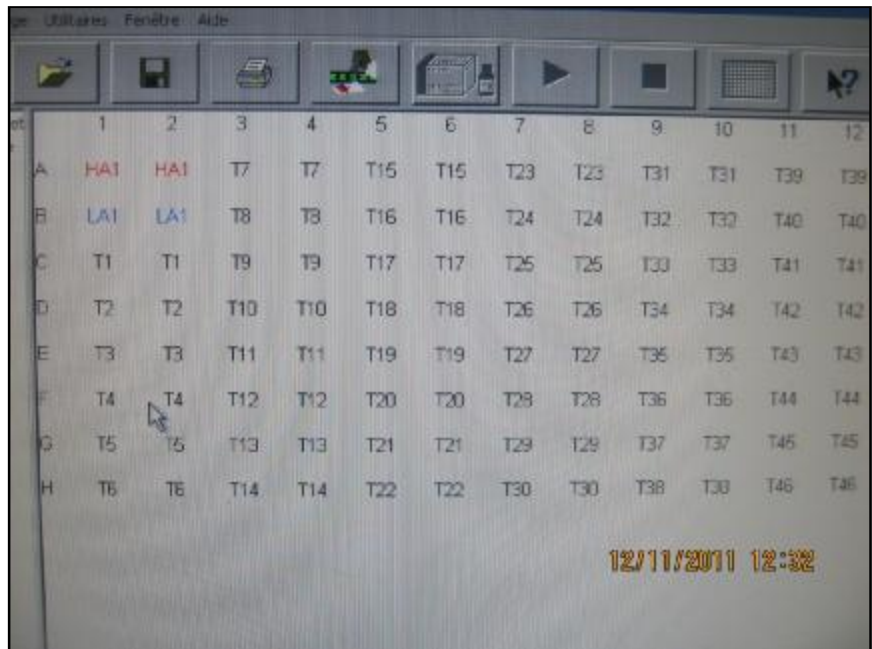 Utilitaires Fenêtre Aide
1 2 3 4 5 6 7 8 9 10 11 12
A HA1 HA1 T7 T7 T15 T15 T23 T23 T31 T31 T39 T39
B LA1 LA1 T8 T8 T16 T16 T24 T24 T32 T32 T40 T40
C T1 T1 T9 T9 T17 T17 T25 T25 T33 T33 T41 T41
D T2 T2 T10 T10 T18 T18 T26 T26 T34 T34 T42 T42
E T3 T3 T11 T11 T19 T19 T27 T27 T35 T35 T43 T43
F T4 T4 T12 T12 T20 T20 T28 T28 T36 T36 T44 T44
G T5 T5 T13 T13 T21 T21 T29 T29 T37 T37 T45 T45
H T6 T6 T14 T14 T22 T22 T30 T30 T38 T38 T46 T46
12/11/2011 12:32